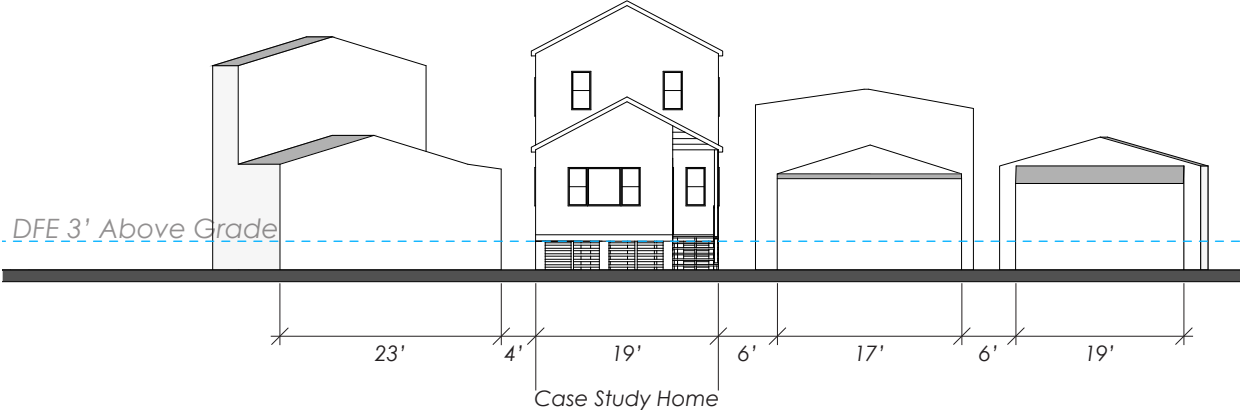 DFE 3’ Above Grade
23’ 4’ 19’ 6’ 17’ 6’ 19’
Case Study Home